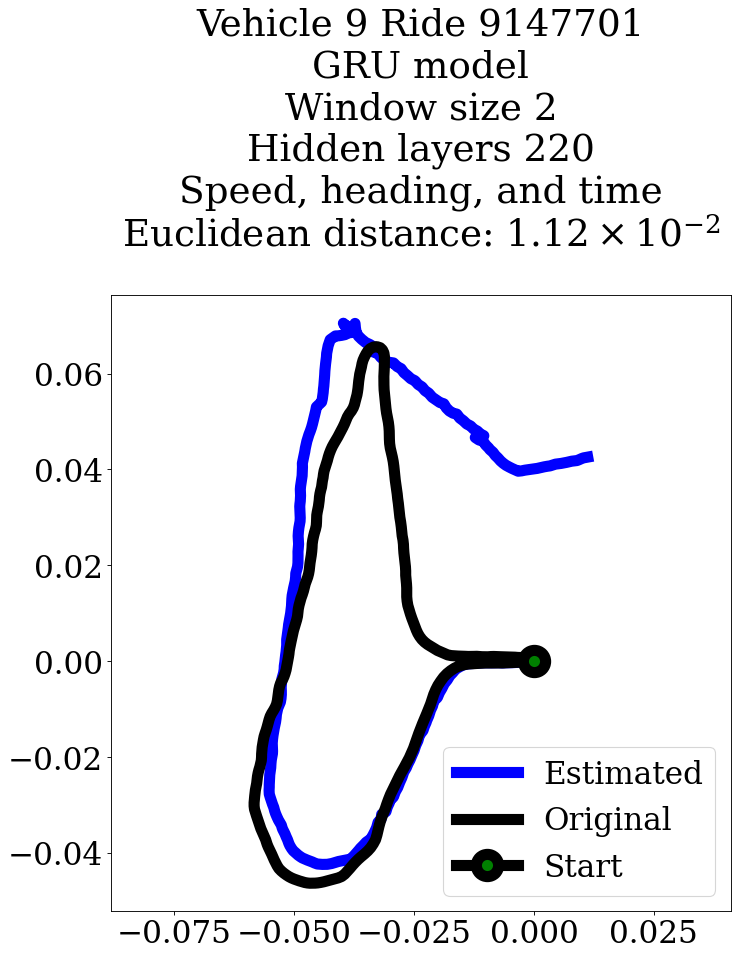 Vehicle 9 Ride 9147701
GRU model
Window size 2
Hidden layers 220
Speed, heading, and time
Euclidean distance: 1.12 × 10⁻²
0.06
0.04
0.02
0.00
−0.02
−0.04
−0.075
−0.050
−0.025
0.000
0.025
Estimated
Original
Start